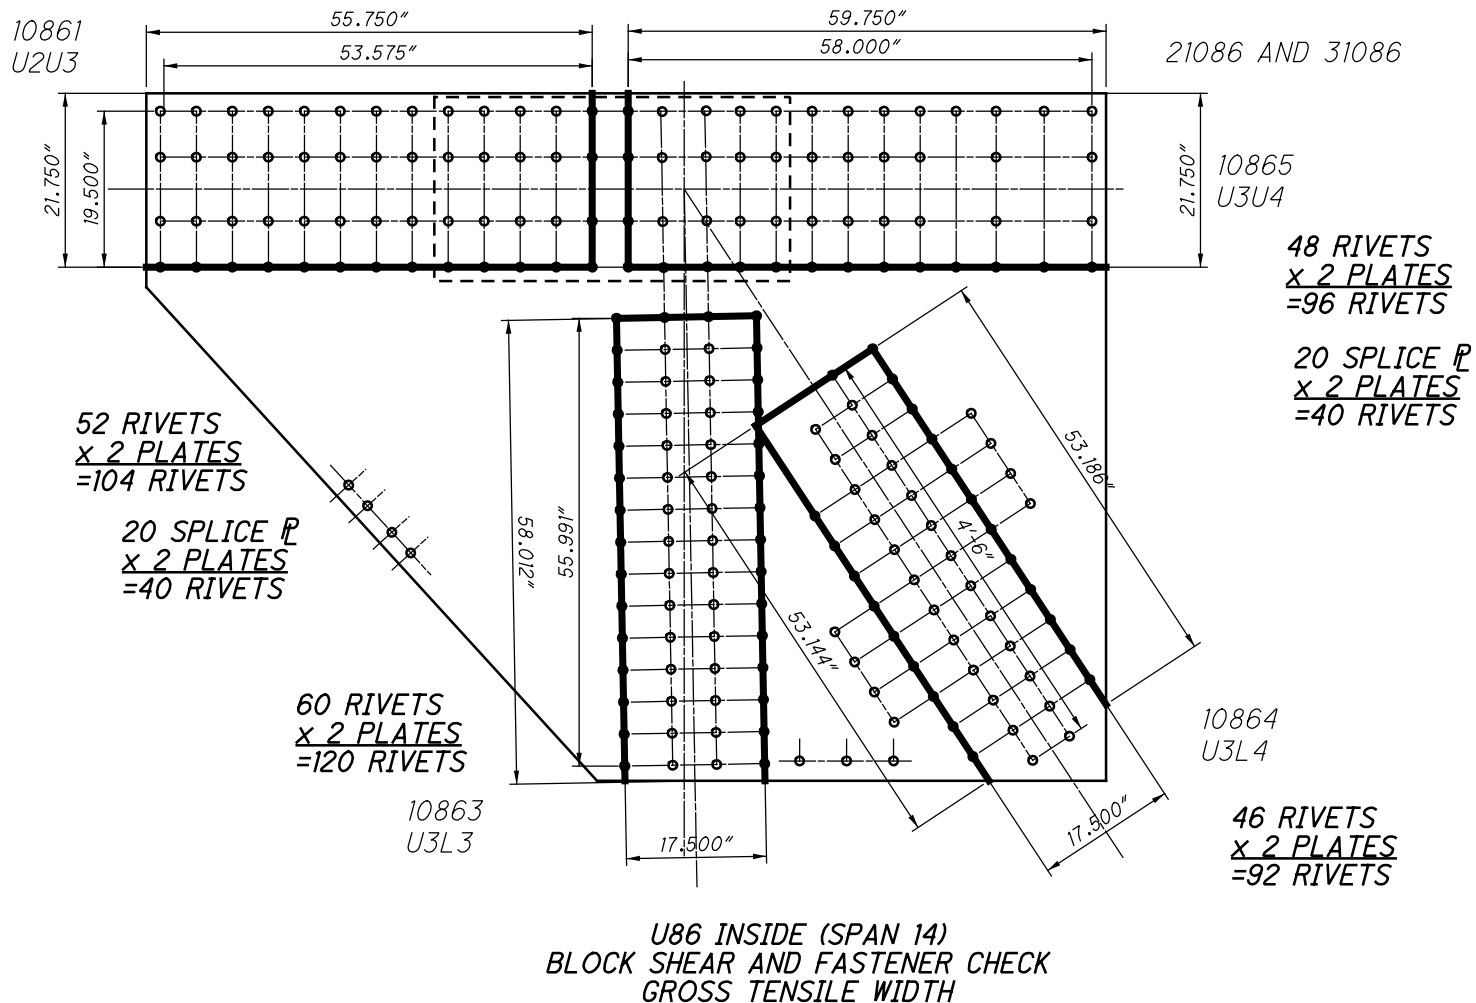 10861
U2U3
55.750"
53.575"
59.750"
58.000"
21086 AND 31086
21.750"
19.500"
21.750"
10865
U3U4
48 RIVETS
x 2 PLATES
=96 RIVETS
20 SPLICE ⅊
x 2 PLATES
=40 RIVETS
52 RIVETS
x 2 PLATES
=104 RIVETS
20 SPLICE ⅊
x 2 PLATES
=40 RIVETS
58.012"
55.991"
53.186"
4'-6"
53.144"
60 RIVETS
x 2 PLATES
=120 RIVETS
10863
U3L3
17.500"
17.500"
10864
U3L4
46 RIVETS
x 2 PLATES
=92 RIVETS
U86 INSIDE (SPAN 14)
BLOCK SHEAR AND FASTENER CHECK
GROSS TENSILE WIDTH